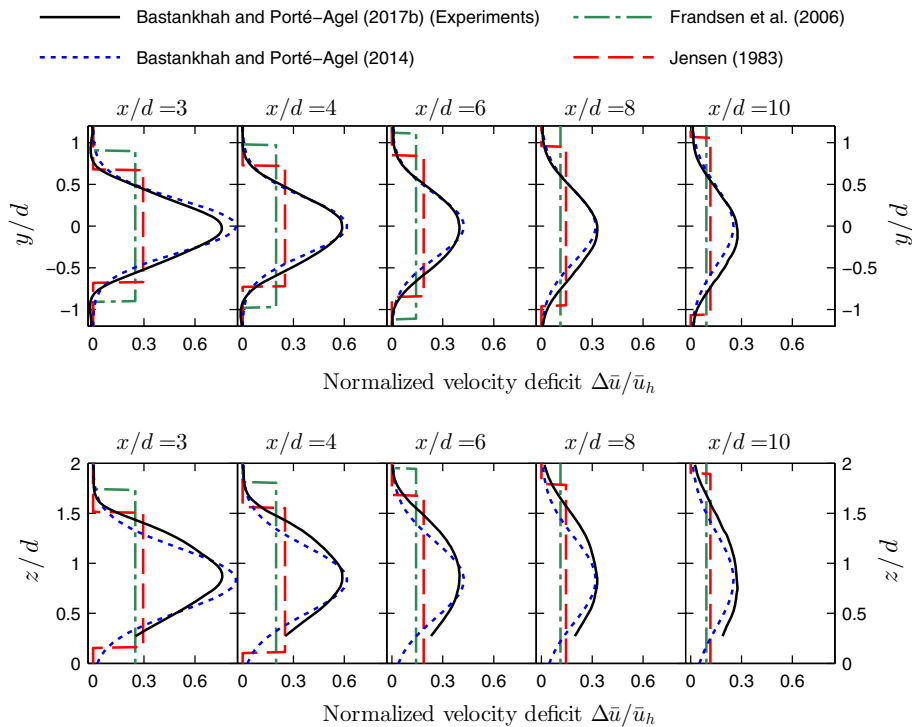 Bastankhah and Porté−Agel (2017b) (Experiments)
Frandsen et al. (2006)
Bastankhah and Porté−Agel (2014)
Jensen (1983)
x/d =3
x/d =4
x/d =6
x/d =8
x/d =10
1
0.5
0
−0.5
−1
y/d
1
0.5
0
−0.5
−1
y/d
0 0.3 0.6
0 0.3 0.6
0 0.3 0.6
0 0.3 0.6
0 0.3 0.6
Normalized velocity deficit Δū/ūₕ
x/d =3
x/d =4
x/d =6
x/d =8
x/d =10
2
1.5
1
0.5
0
z/d
2
1.5
1
0.5
0
z/d
0 0.3 0.6
0 0.3 0.6
0 0.3 0.6
0 0.3 0.6
0 0.3 0.6
Normalized velocity deficit Δū/ūₕ